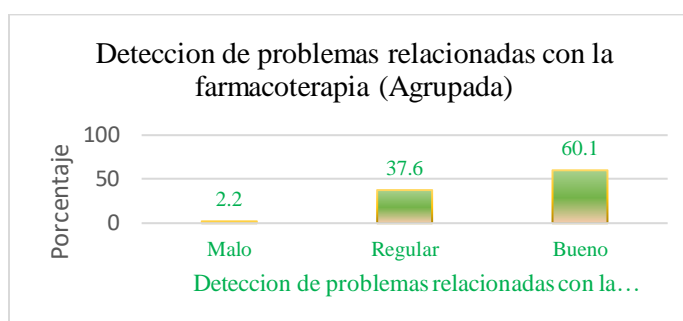 Deteccion de problemas relacionadas con la
farmacoterapia (Agrupada)
Porcentaje
100
50
0
2.2
37.6
60.1
Malo
Regular
Bueno
Deteccion de problemas relacionadas con la…